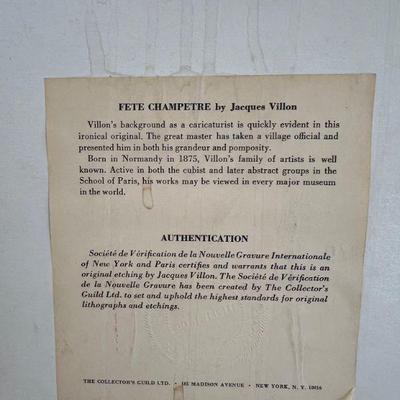 FETE CHAMPETRE by Jacques Villon
Villon's background as a caricaturist is quickly evident in this
ironical original. The great master has taken a village official and
presented him in both his grandeur and pomposity.
Born in Normandy in 1875, Villon's family of artists is well
known. Active in both the cubist and later abstract groups in the
School of Paris, his works may be viewed in every major museum
in the world.
AUTHENTICATION
Société de Vérification de la Nouvelle Gravure Internationale
of New York and Paris certifies and warrants that this is an
original etching by Jacques Villon. The Société de Vérification
de la Nouvelle Gravure has been created by The Collector's
Guild Ltd. to set and uphold the highest standards for original
lithographs and etchings.
THE COLLECTOR'S GUILD LTD. • 185 MADISON AVENUE • NEW YORK, N. Y. 10016